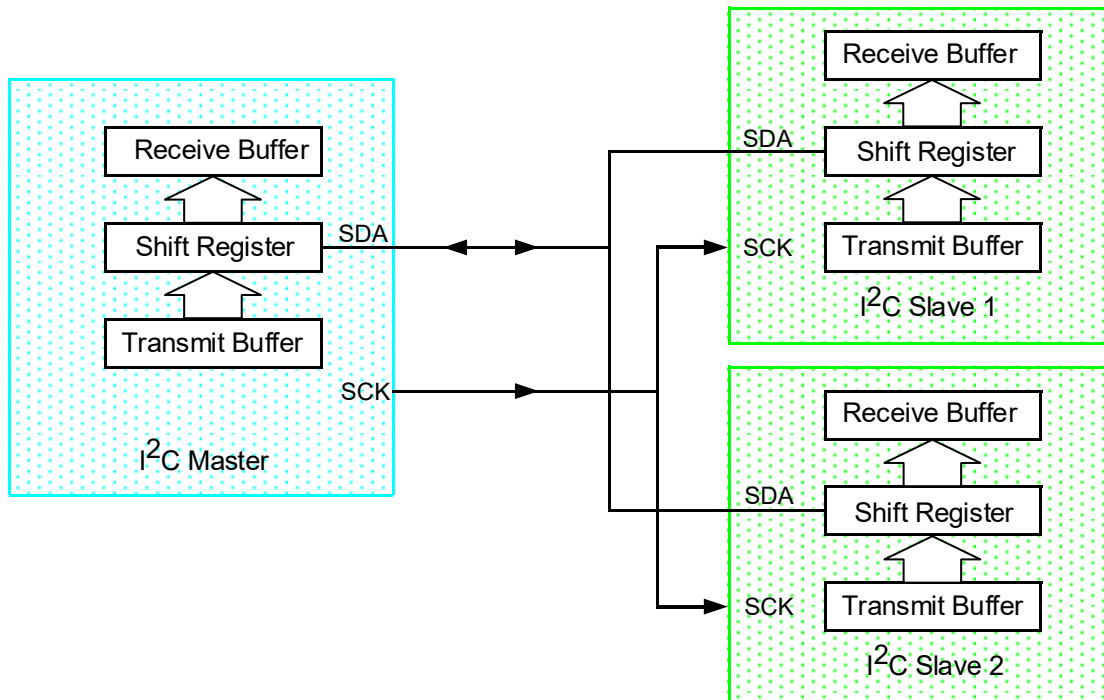 Receive Buffer
Shift Register
SDA
Transmit Buffer
SCK
I²C Master
Receive Buffer
SDA
Shift Register
SCK
Transmit Buffer
I²C Slave 1
Receive Buffer
SDA
Shift Register
SCK
Transmit Buffer
I²C Slave 2